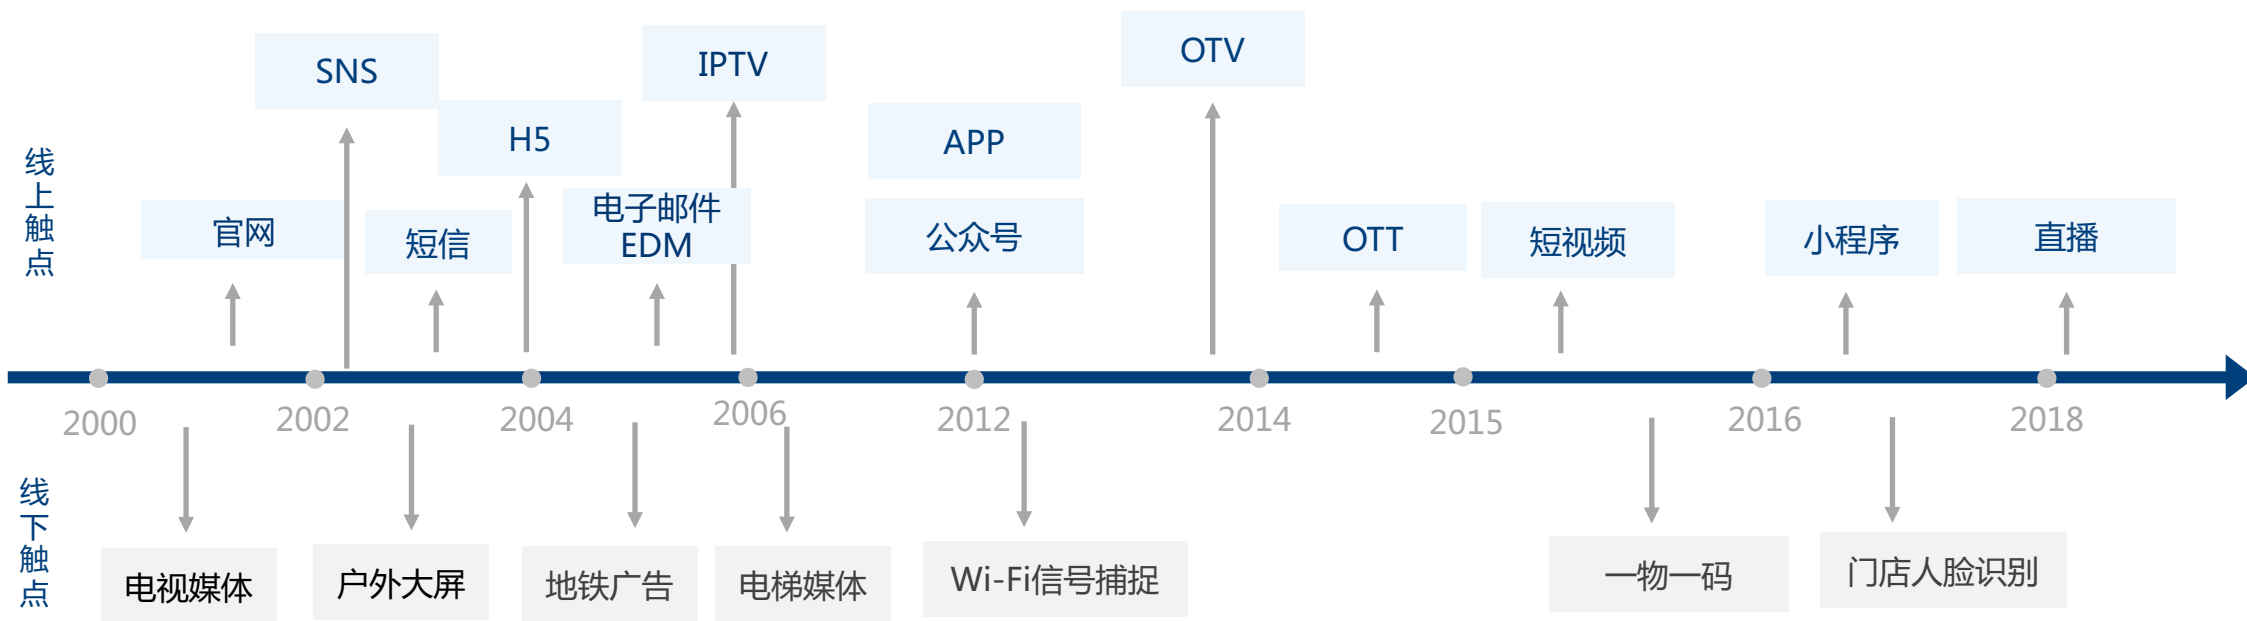 SNS
IPTV
OTV
H5
APP
线上触点
官网
短信
电子邮件
EDM
公众号
OTT
短视频
小程序
直播
2000
2002
2004
2006
2012
2014
2015
2016
2018
线下触点
电视媒体
户外大屏
地铁广告
电梯媒体
Wi-Fi信号捕捉
一物一码
门店人脸识别